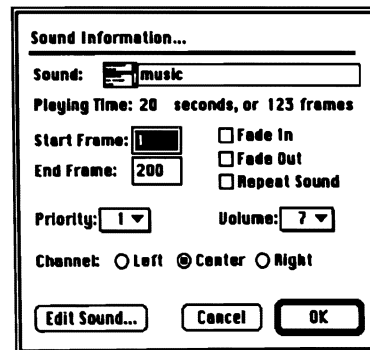 Sound Information...
Sound: music
Playing Time: 20 seconds, or 123 frames
Start Frame: 1 Fade In
Fade Out
End Frame: 200
Repeat Sound
Priority: 1 Volume: 7
Channel: Left Center Right
Edit Sound... Cancel OK